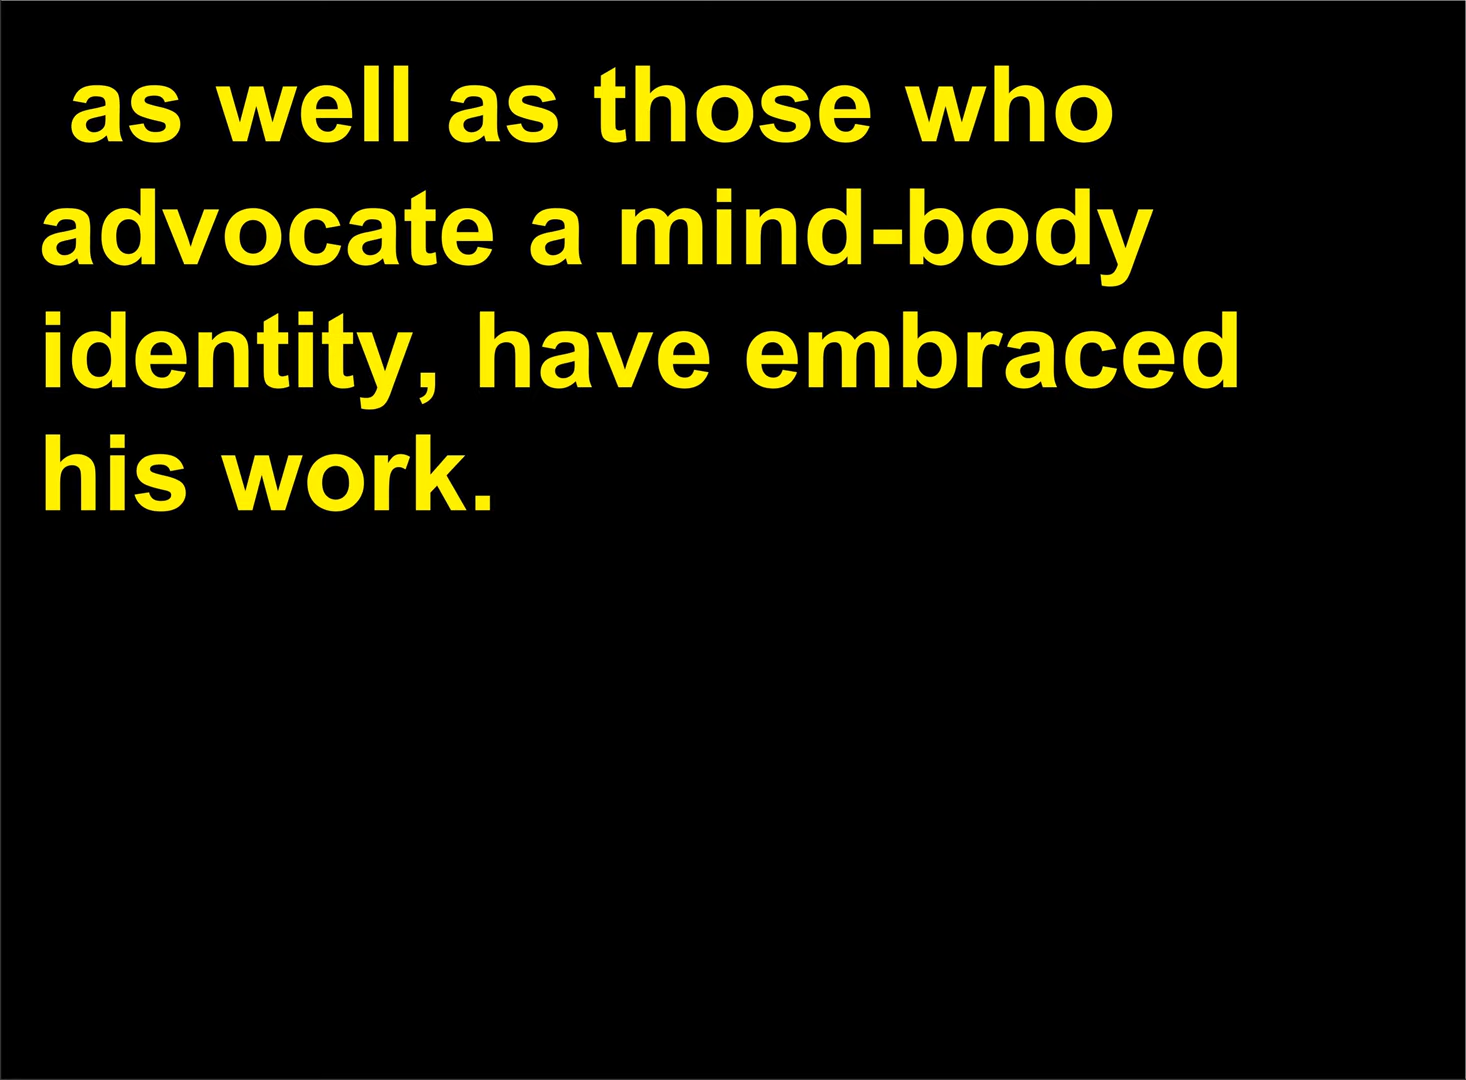 as well as those who
advocate a mind-body
identity, have embraced
his work.